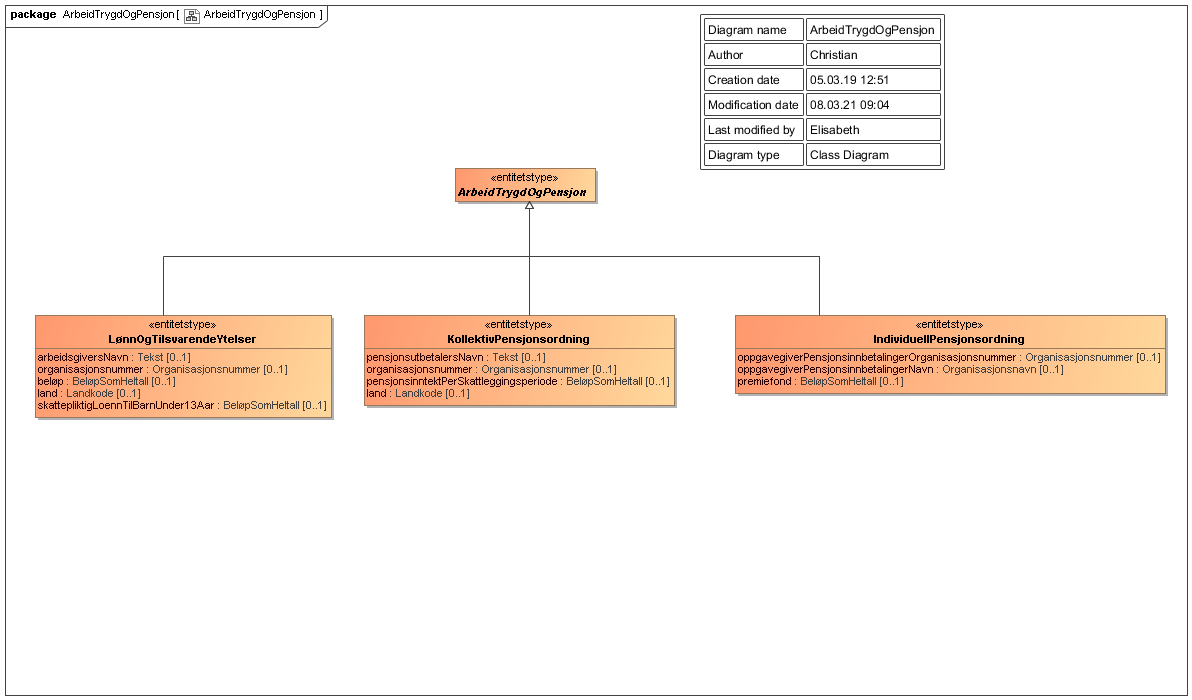 package ArbeidTrygdOgPensjon[ ArbeidTrygdOgPensjon ]
Diagram name ArbeidTrygdOgPensjon
Author Christian
Creation date 05.03.19 12:51
Modification date 08.03.21 09:04
Last modified by Elisabeth
Diagram type Class Diagram
«entitetstype»
ArbeidTrygdOgPensjon
«entitetstype»
LønnOgTilsvarendeYtelser
arbeidsgiversNavn : Tekst [0..1]
organisasjonsnummer : Organisasjonsnummer [0..1]
beløp : BeløpSomHeltall [0..1]
land : Landkode [0..1]
skattepliktigLoennTilBarnUnder13Aar : BeløpSomHeltall [0..1]
«entitetstype»
KollektivPensjonsordning
pensjonsutbetalersNavn : Tekst [0..1]
organisasjonsnummer : Organisasjonsnummer [0..1]
pensjonsinntektPerSkattleggingsperiode : BeløpSomHeltall [0..1]
land : Landkode [0..1]
«entitetstype»
IndividuellPensjonsordning
oppgavegiverPensjonsinnbetalingerOrganisasjonsnummer : Organisasjonsnummer [0..1]
oppgavegiverPensjonsinnbetalingerNavn : Organisasjonsnavn [0..1]
premiefond : BeløpSomHeltall [0..1]